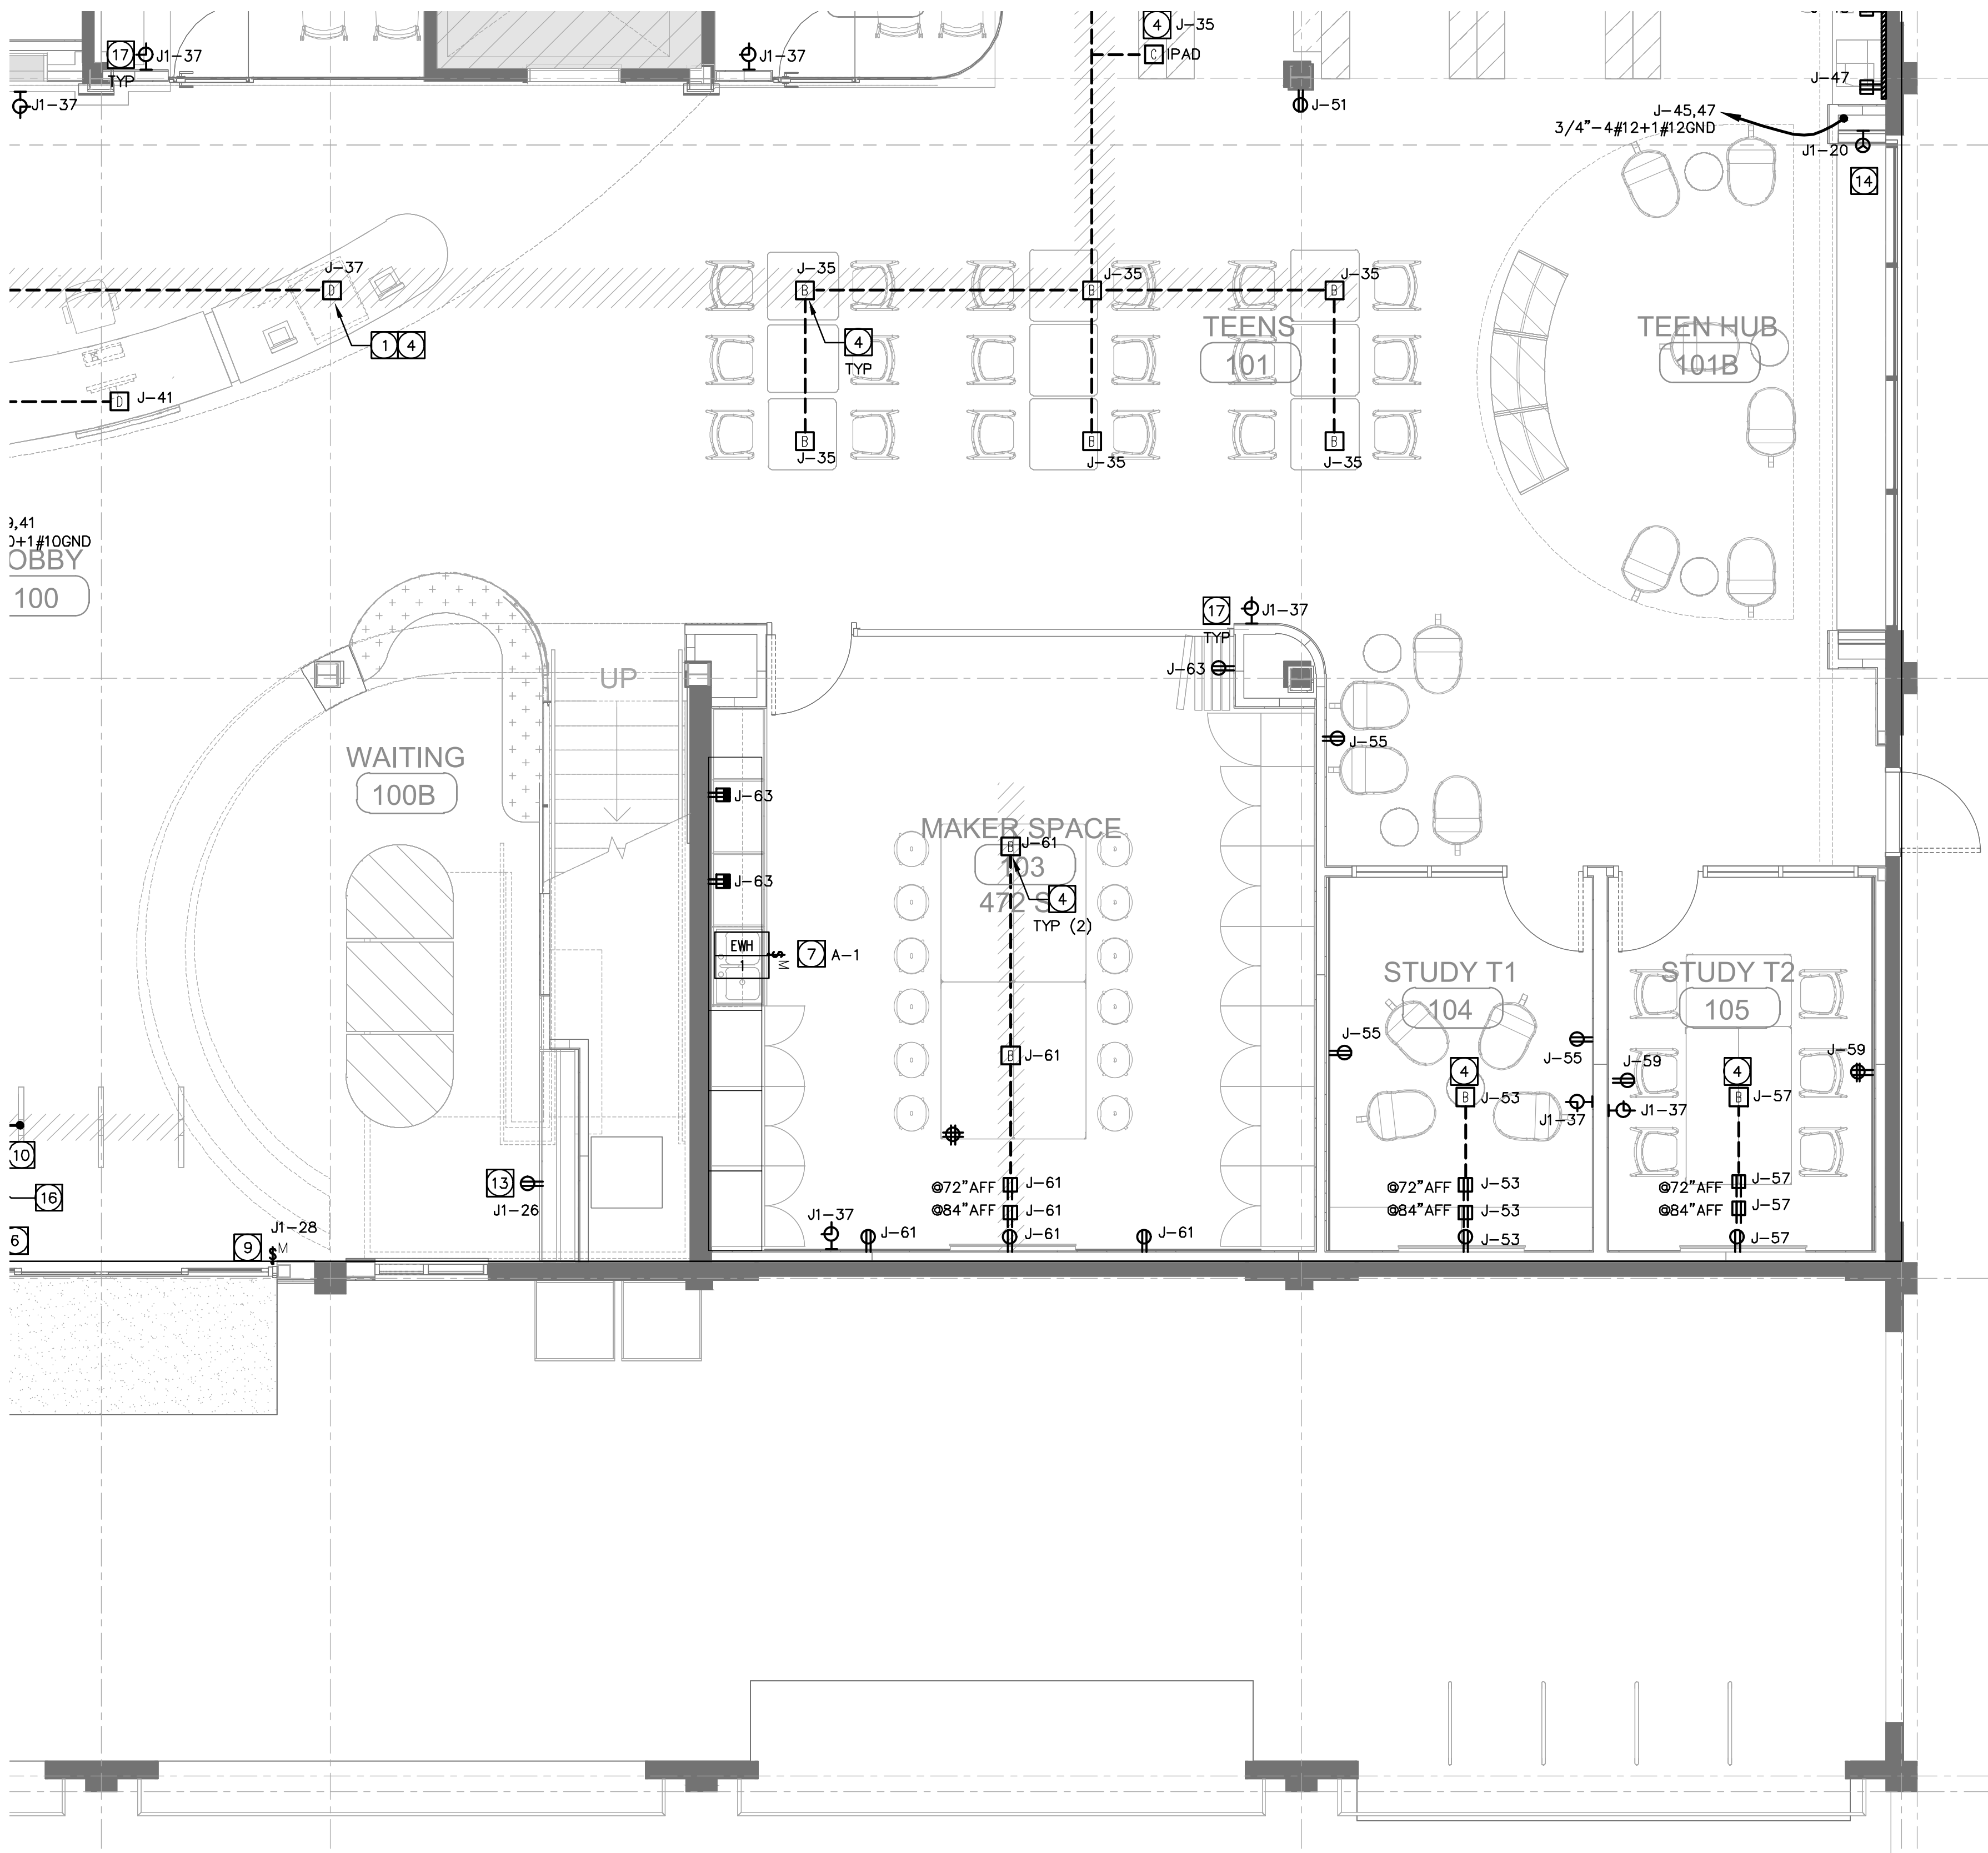 4 J-35
17 J1-37
TYP
J1-37
C IPAD
J1-37
J-51
J-47
J-45,47
3/4"-4#12+1#12GND
J1-20
14
J-37
D
1 4
J-35
B
J-35
B
J-35
B
4
TYP
TEENS
101
TEEN HUB
101B
D J-41
B
J-35
B
J-35
B
J-35
9,41
0+1#10GND
OBBY
100
17 J1-37
TYP
J-63
UP
J-55
WAITING
100B
J-63
MAKER SPACE
B J-61
103
472 S
4
TYP (2)
J-63
EWH
1
$M
7 A-1
STUDY T1
104
STUDY T2
105
B J-61
J-55
J-55
J-59
J-59
4
B J-53
J1-37
J1-37
4
B J-57
10
16
13
J1-26
@72"AFF J-61
@84"AFF J-61
@72"AFF J-53
@84"AFF J-53
@72"AFF J-57
@84"AFF J-57
6
9
J1-28
$M
J1-37
J-61
J-61
J-61
J-53
J-57